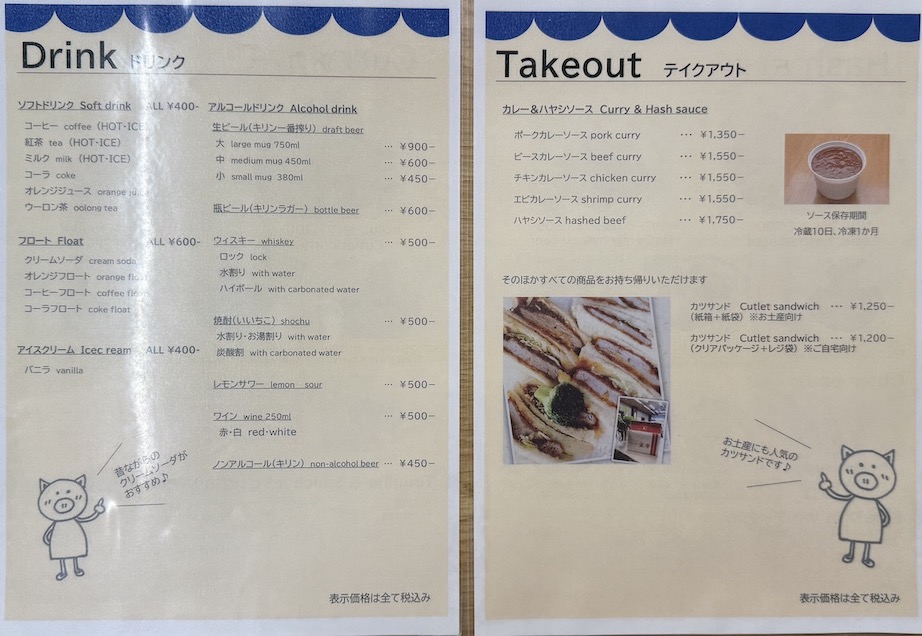 Drink ドリンク
ソフトドリンク Soft drink ALL ¥400-
コーヒー coffee（HOT・ICE）
紅茶 tea（HOT・ICE）
ミルク milk（HOT・ICE）
コーラ coke
オレンジジュース orange juice
ウーロン茶 oolong tea
フロート Float ALL ¥600-
クリームソーダ cream soda
オレンジフロート orange float
コーヒーフロート coffee float
コーラフロート coke float
アイスクリーム Icec ream ALL ¥400-
バニラ vanilla
昔ながらの
クリームソーダが
おすすめ♪
アルコールドリンク Alcohol drink
生ビール（キリン一番搾り） draft beer
大 large mug 750ml … ¥900-
中 medium mug 450ml … ¥600-
小 small mug 380ml … ¥450-
瓶ビール（キリンラガー） bottle beer … ¥600-
ウィスキー whiskey … ¥500-
ロック lock
水割り with water
ハイボール with carbonated water
焼酎（いいちこ） shochu … ¥500-
水割り・お湯割り with water
炭酸割 with carbonated water
レモンサワー lemon sour … ¥500-
ワイン wine 250ml … ¥500-
赤・白 red・white
ノンアルコール（キリン） non-alcohol beer … ¥450-
表示価格は全て税込み
Takeout テイクアウト
カレー＆ハヤシソース Curry & Hash sauce
ポークカレーソース pork curry … ¥1,350-
ビースカレーソース beef curry … ¥1,550-
チキンカレーソース chicken curry … ¥1,550-
エビカレーソース shrimp curry … ¥1,550-
ハヤシソース hashed beef … ¥1,750-
ソース保存期間
冷蔵10日、冷凍1か月
そのほかすべての商品をお持ち帰りいただけます
カツサンド Cutlet sandwich … ¥1,250-
（紙箱＋紙袋）※お土産向け
カツサンド Cutlet sandwich … ¥1,200-
（クリアパッケージ＋レジ袋）※ご自宅向け
お土産にも人気の
カツサンドです♪
表示価格は全て税込み